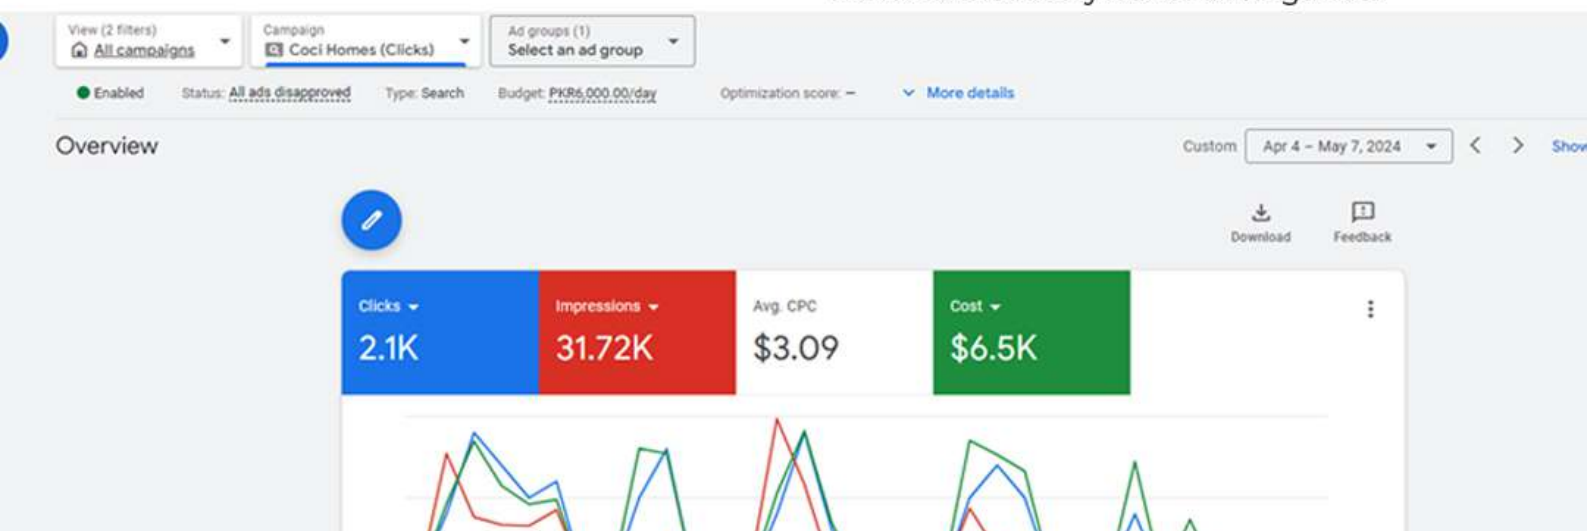 View (2 filters)
All campaigns
Campaign
Coci Homes (Clicks)
Ad groups (1)
Select an ad group
Enabled
Status: All ads disapproved
Type: Search
Budget: PKR6,000.00/day
Optimization score: –
More details
Overview
Custom
Apr 4 – May 7, 2024
Show
Download
Feedback
Clicks
2.1K
Impressions
31.72K
Avg. CPC
$3.09
Cost
$6.5K